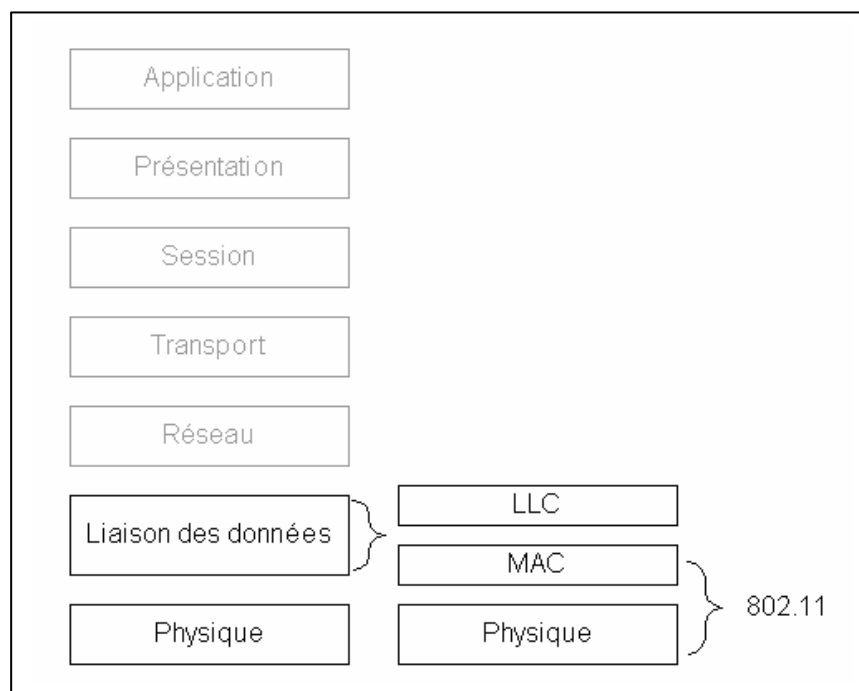 Application
Présentation
Session
Transport
Réseau
Liaison des données
LLC
MAC
802.11
Physique
Physique